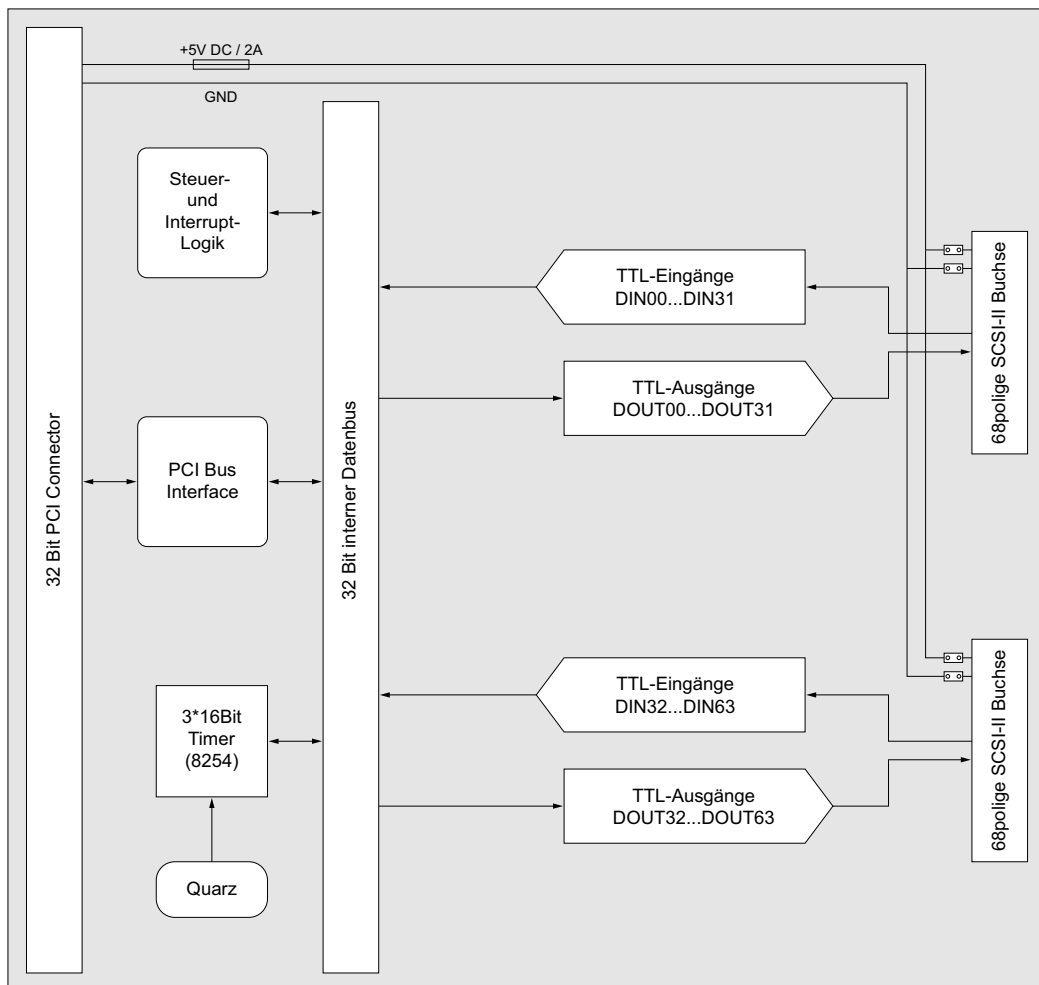 +5V DC / 2A
GND
32 Bit PCI Connector
Steuer-
und
Interrupt-
Logik
PCI Bus
Interface
3*16Bit
Timer
(8254)
Quarz
32 Bit interner Datenbus
TTL-Eingänge
DIN00...DIN31
TTL-Ausgänge
DOUT00...DOUT31
68polige SCSI-II Buchse
TTL-Eingänge
DIN32...DIN63
TTL-Ausgänge
DOUT32...DOUT63
68polige SCSI-II Buchse